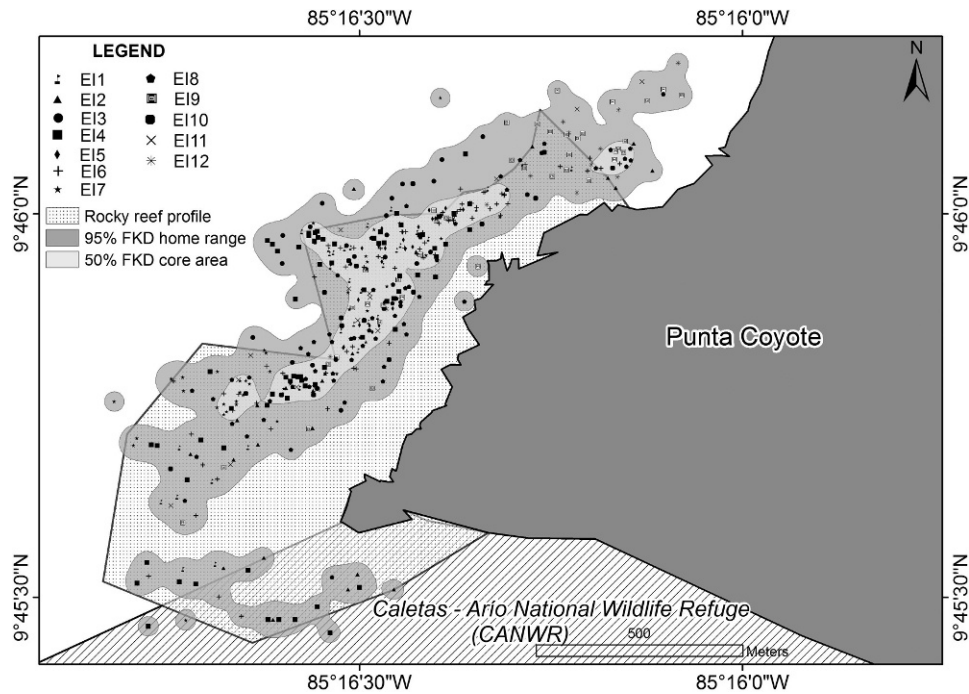 85°16'30"W 85°16'0"W
LEGEND
N
EI1 EI8
EI2 EI9
EI3 EI10
EI4 EI11
EI5 EI12
EI6
EI7
9°46'0"N 9°46'0"N
Rocky reef profile
95% FKD home range
50% FKD core area
Punta Coyote
9°45'30"N 9°45'30"N
Caletas - Ario National Wildlife Refuge
(CANWR)
500
Meters
85°16'30"W 85°16'0"W